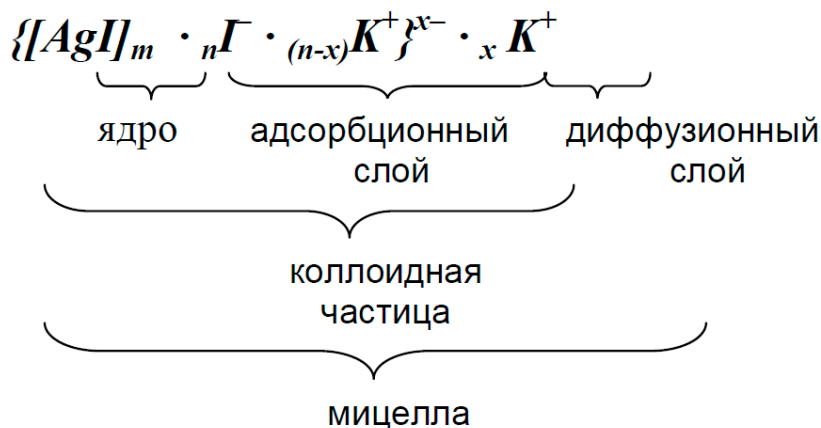 {[AgI]ₘ · ₙI⁻ · ₍ₙ₋ₓ₎K⁺}ˣ⁻ · ₓ K⁺
ядро адсорбционный диффузионный
слой слой
коллоидная
частица
мицелла